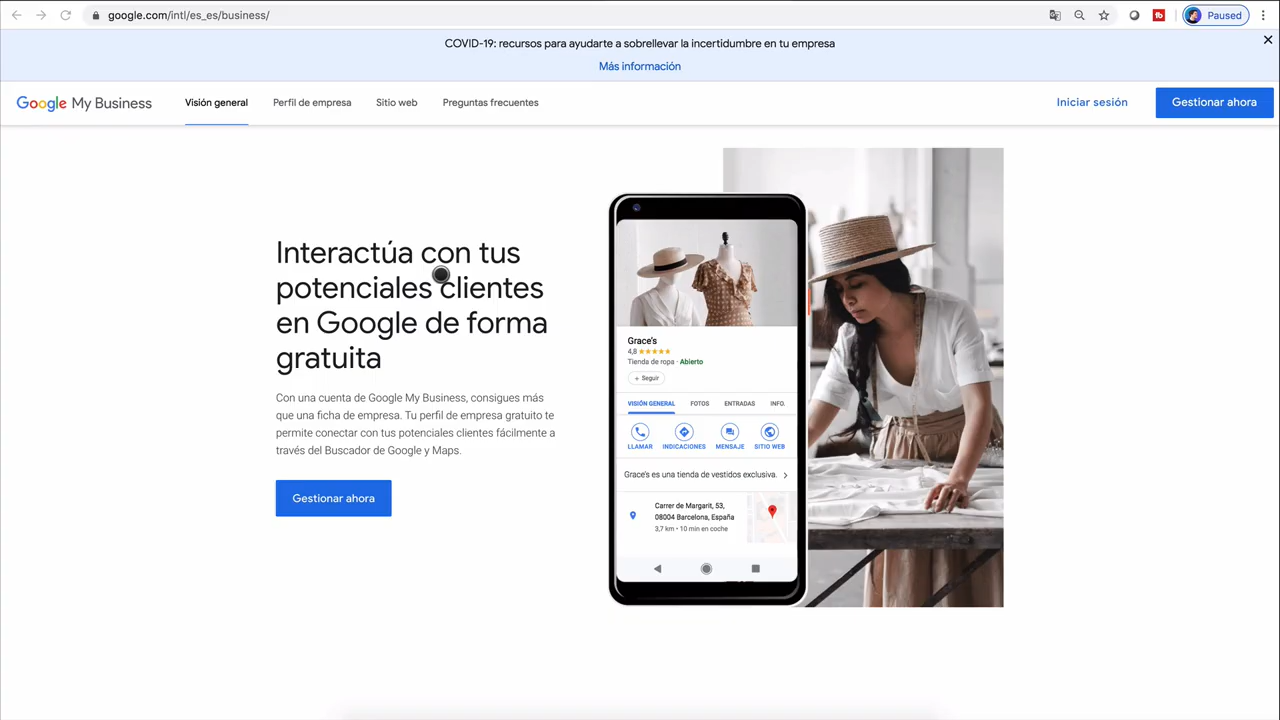 google.com/intl/es_es/business/
Paused
COVID-19: recursos para ayudarte a sobrellevar la incertidumbre en tu empresa
Más información
Google My Business
Visión general
Perfil de empresa
Sitio web
Preguntas frecuentes
Iniciar sesión
Gestionar ahora
Interactúa con tus
potenciales clientes
en Google de forma
gratuita
Con una cuenta de Google My Business, consigues más
que una ficha de empresa. Tu perfil de empresa gratuito te
permite conectar con tus potenciales clientes fácilmente a
través del Buscador de Google y Maps.
Gestionar ahora
Grace's
4,8
Tienda de ropa · Abierto
+ Seguir
VISIÓN GENERAL
FOTOS
ENTRADAS
INFO.
LLAMAR
INDICACIONES
MENSAJE
SITIO WEB
Grace's es una tienda de vestidos exclusiva.
Carrer de Margarit, 53,
08004 Barcelona, España
3,7 km • 10 min en coche